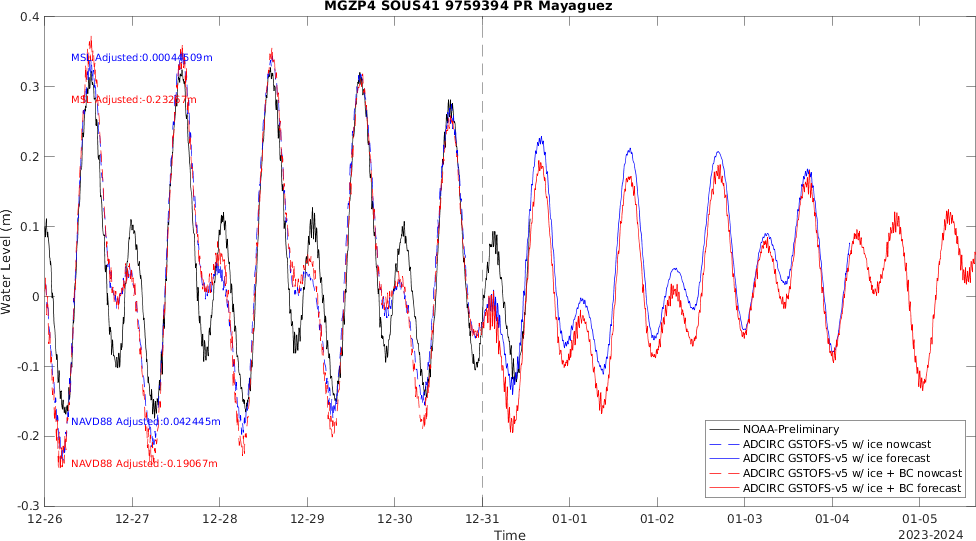 MGZP4 SOUS41 9759394 PR Mayaguez
0.4
0.3
0.2
0.1
0
-0.1
-0.2
-0.3
Water Level (m)
MSL Adjusted:0.00044509m
MSL Adjusted:-0.23267m
NAVD88 Adjusted:0.042445m
NAVD88 Adjusted:-0.19067m
NOAA-Preliminary
ADCIRC GSTOFS-v5 w/ ice nowcast
ADCIRC GSTOFS-v5 w/ ice forecast
ADCIRC GSTOFS-v5 w/ ice + BC nowcast
ADCIRC GSTOFS-v5 w/ ice + BC forecast
12-26 12-27 12-28 12-29 12-30 12-31 01-01 01-02 01-03 01-04 01-05
Time
2023-2024